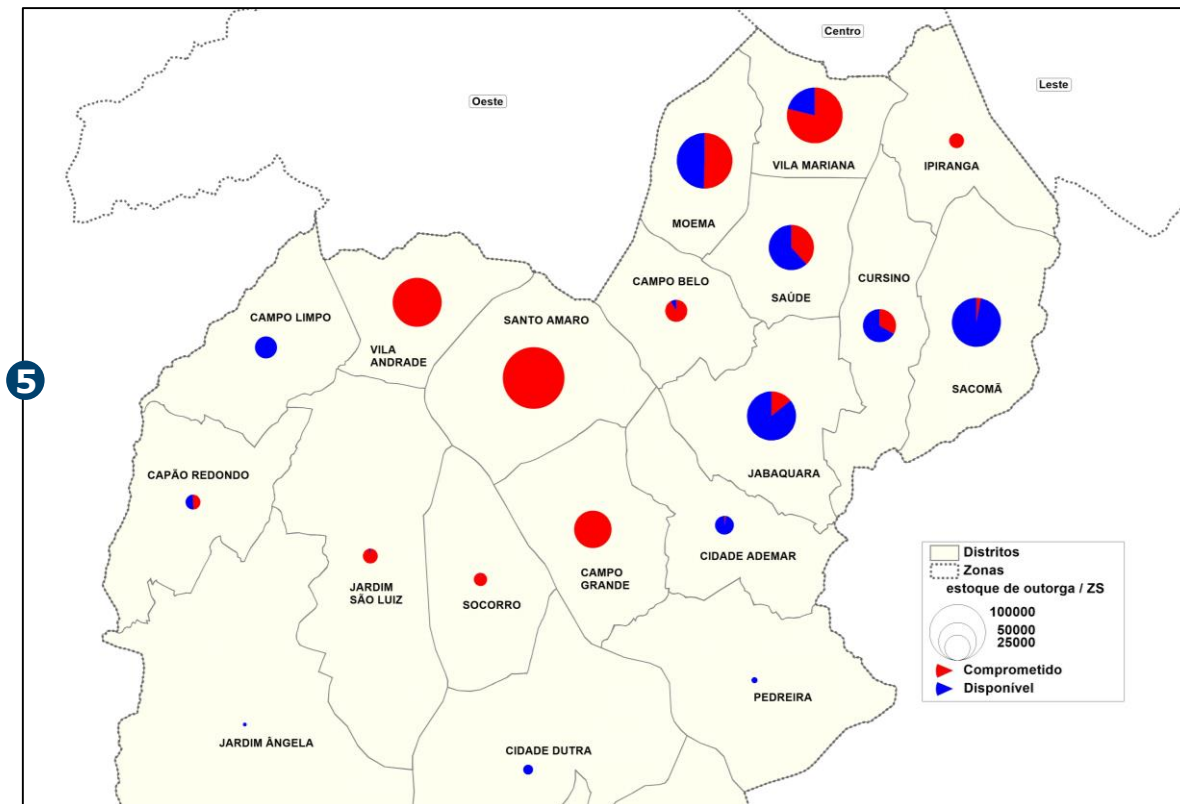 Centro
Oeste
Leste
VILA MARIANA
IPIRANGA
MOEMA
CAMPO BELO
SAÚDE
CURSINO
CAMPO LIMPO
SANTO AMARO
VILA
ANDRADE
5
SACOMÃ
JABAQUARA
CAPÃO REDONDO
CIDADE ADEMAR
CAMPO
GRANDE
JARDIM
SÃO LUIZ
SOCORRO
PEDREIRA
JARDIM ÂNGELA
CIDADE DUTRA
Distritos
Zonas
estoque de outorga / ZS
100000
50000
25000
Comprometido
Disponível